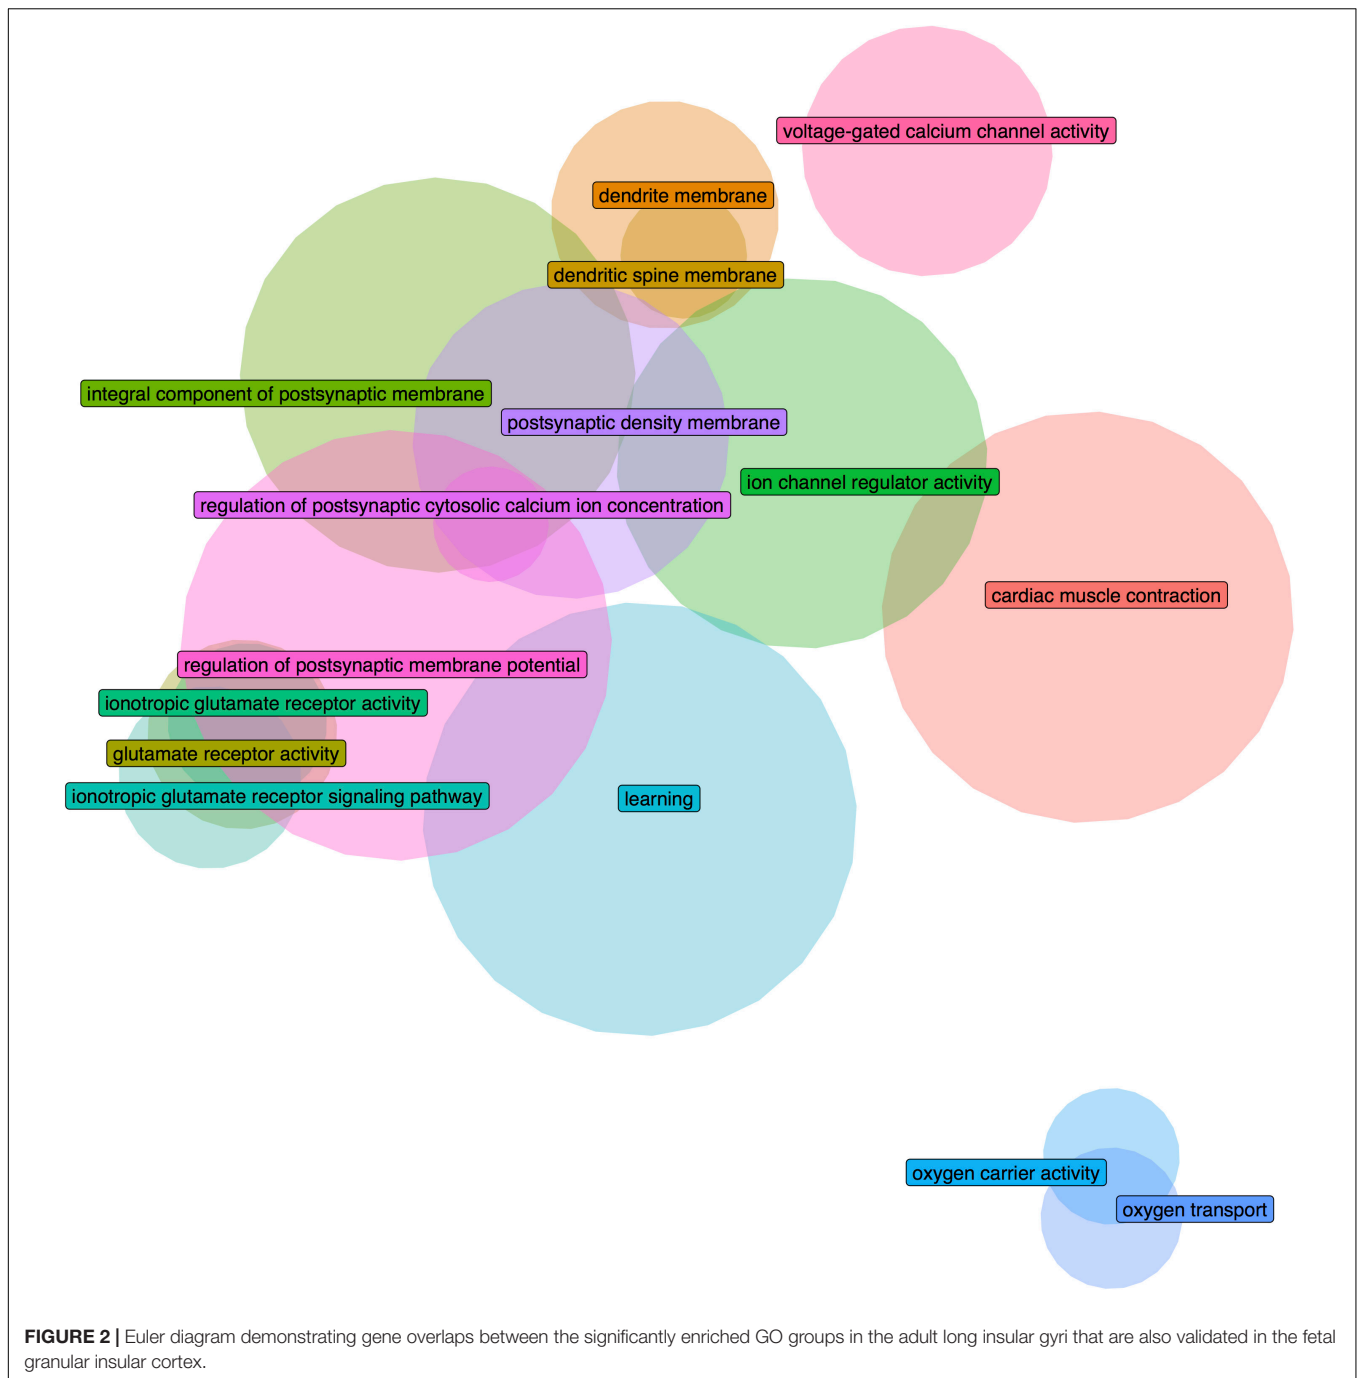 voltage-gated calcium channel activity
dendrite membrane
dendritic spine membrane
integral component of postsynaptic membrane
postsynaptic density membrane
ion channel regulator activity
regulation of postsynaptic cytosolic calcium ion concentration
cardiac muscle contraction
regulation of postsynaptic membrane potential
ionotropic glutamate receptor activity
glutamate receptor activity
ionotropic glutamate receptor signaling pathway
learning
oxygen carrier activity
oxygen transport
FIGURE 2 | Euler diagram demonstrating gene overlaps between the significantly enriched GO groups in the adult long insular gyri that are also validated in the fetal
granular insular cortex.